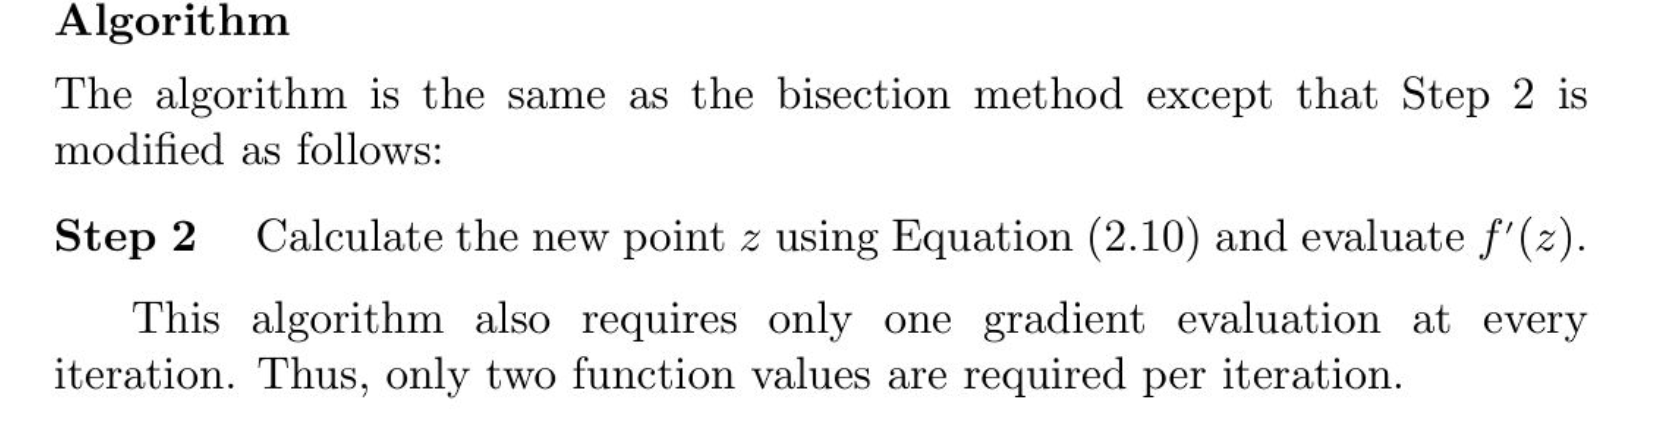 Algorithm
The algorithm is the same as the bisection method except that Step 2 is
modified as follows:
Step 2 Calculate the new point z using Equation (2.10) and evaluate f′(z).
This algorithm also requires only one gradient evaluation at every
iteration. Thus, only two function values are required per iteration.